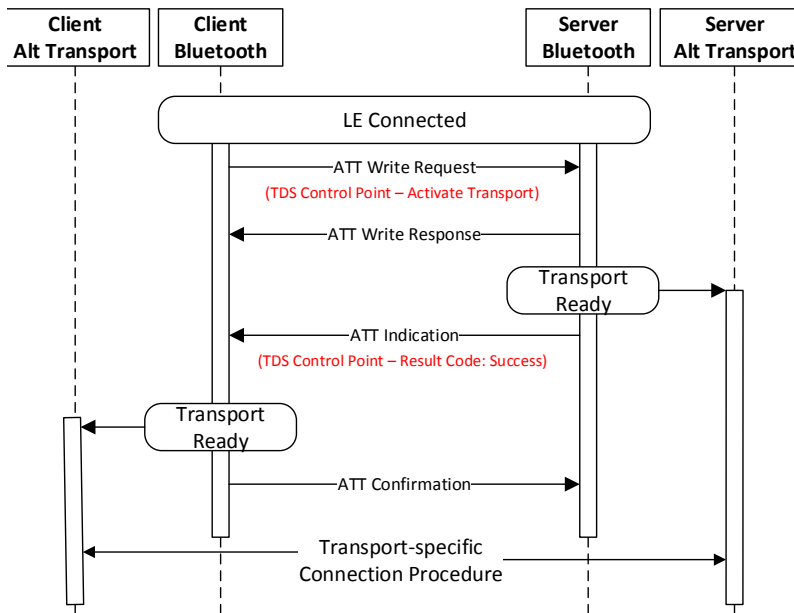 Client
Alt Transport
Client
Bluetooth
Server
Bluetooth
Server
Alt Transport
LE Connected
ATT Write Request
(TDS Control Point – Activate Transport)
ATT Write Response
Transport
Ready
ATT Indication
(TDS Control Point – Result Code: Success)
Transport
Ready
ATT Confirmation
Transport-specific
Connection Procedure